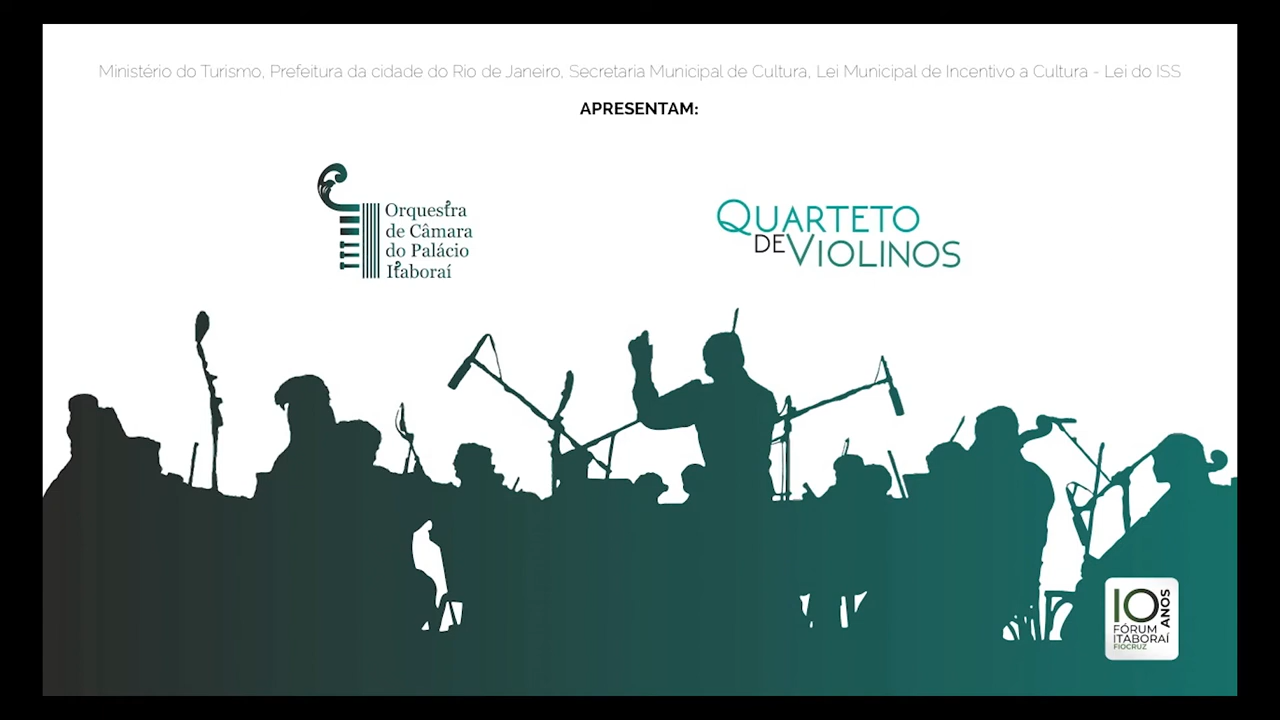 Ministério do Turismo, Prefeitura da cidade do Rio de Janeiro, Secretaria Municipal de Cultura, Lei Municipal de Incentivo a Cultura - Lei do ISS
APRESENTAM:
Orquestra
de Câmara
do Palácio
Itaboraí
QUARTETO
DE VIOLINOS
10 ANOS
FÓRUM
ITABORAÍ
FIOCRUZ